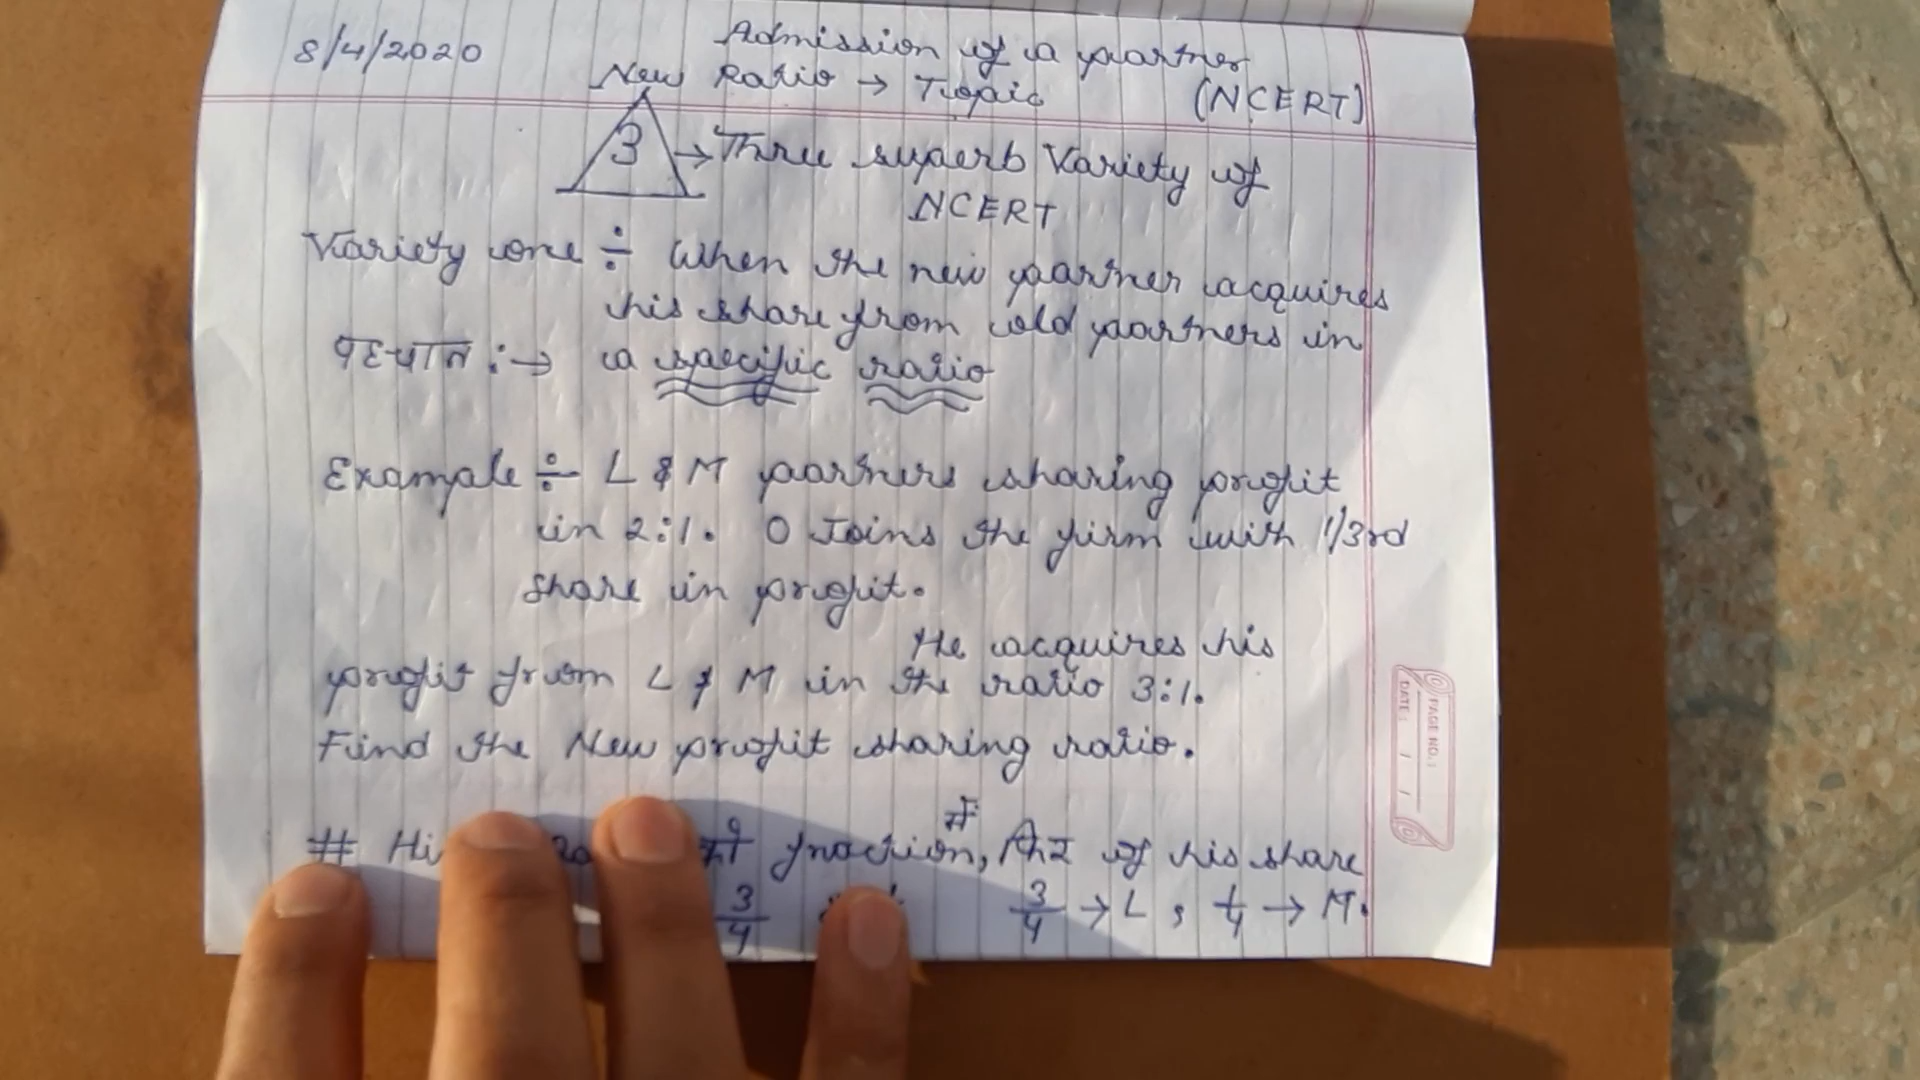 8/4/2020
Admission of a partner
New Ratio → Topic (NCERT)
3 → Three superb Variety of
NCERT
Variety one ÷ When the new partner acquires
his share from old partners in
पहचान :→ a specific ratio
Example ÷ L & M partners sharing profit
in 2:1. O Joins the firm with 1/3rd
share in profit.
He acquires his
profit from L & M in the ratio 3:1.
Find the New profit sharing ratio.
# fraction, of his share
3/4 3/4 → L, 1/4 → M.
PAGE NO.:
DATE: / /